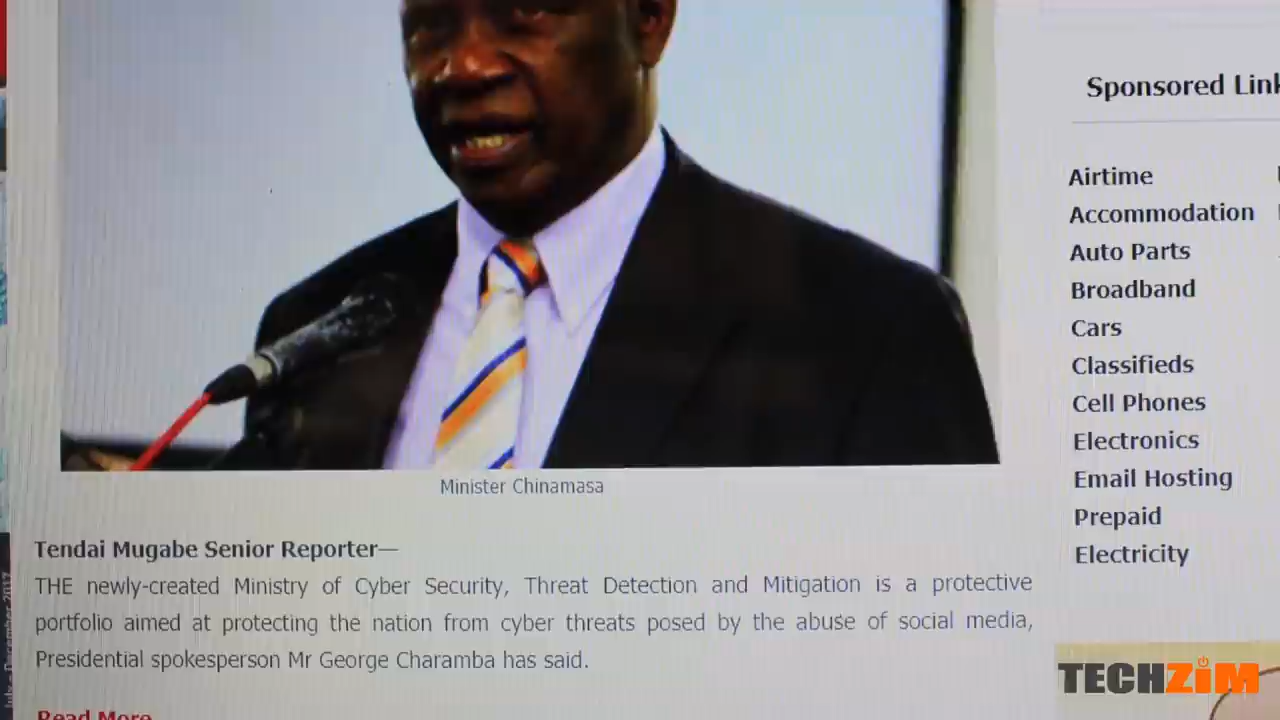 Minister Chinamasa
Tendai Mugabe Senior Reporter—
THE newly-created Ministry of Cyber Security, Threat Detection and Mitigation is a protective
portfolio aimed at protecting the nation from cyber threats posed by the abuse of social media,
Presidential spokesperson Mr George Charamba has said.
Read More
Sponsored Link
Airtime
Accommodation
Auto Parts
Broadband
Cars
Classifieds
Cell Phones
Electronics
Email Hosting
Prepaid
Electricity
July - December 2017
TECHZiM